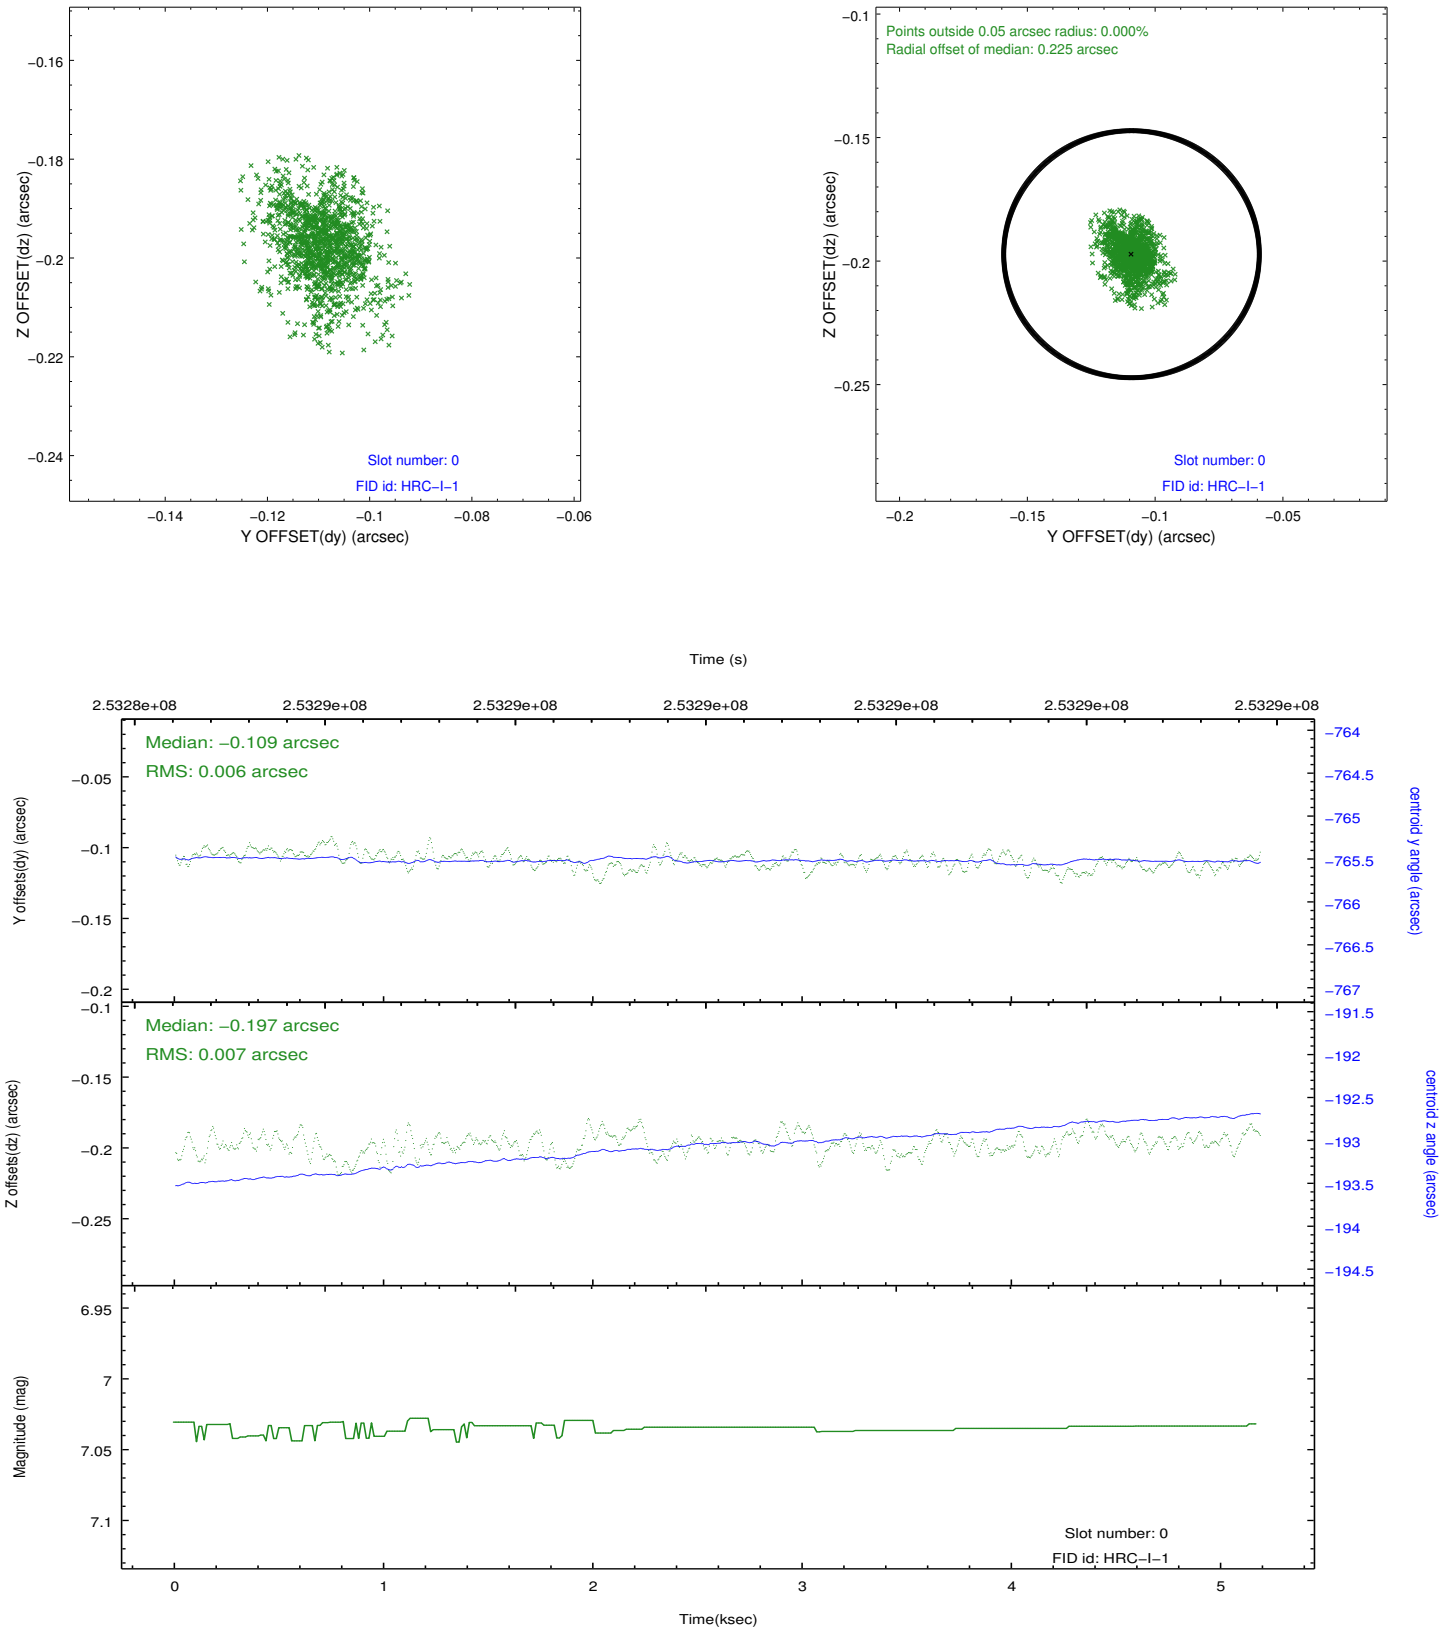 −0.16
−0.18
−0.2
−0.22
−0.24
Z OFFSET(dz) (arcsec)
Slot number: 0
FID id: HRC−I−1
−0.14 −0.12 −0.1 −0.08 −0.06
Y OFFSET(dy) (arcsec)
Points outside 0.05 arcsec radius: 0.000%
Radial offset of median: 0.225 arcsec
−0.1
−0.15
−0.2
−0.25
Z OFFSET(dz) (arcsec)
Slot number: 0
FID id: HRC−I−1
−0.2 −0.15 −0.1 −0.05
Y OFFSET(dy) (arcsec)
Time (s)
2.5328e+08 2.5329e+08 2.5329e+08 2.5329e+08 2.5329e+08 2.5329e+08 2.5329e+08
Median: −0.109 arcsec
RMS: 0.006 arcsec
−0.05
−0.1
−0.15
−0.2
Y offsets(dy) (arcsec)
−764
−764.5
−765
−765.5
−766
−766.5
−767
centroid y angle (arcsec)
Median: −0.197 arcsec
RMS: 0.007 arcsec
−0.1
−0.15
−0.2
−0.25
Z offsets(dz) (arcsec)
−191.5
−192
−192.5
−193
−193.5
−194
−194.5
centroid z angle (arcsec)
6.95
7
7.05
7.1
Magnitude (mag)
Slot number: 0
FID id: HRC−I−1
0 1 2 3 4 5
Time(ksec)